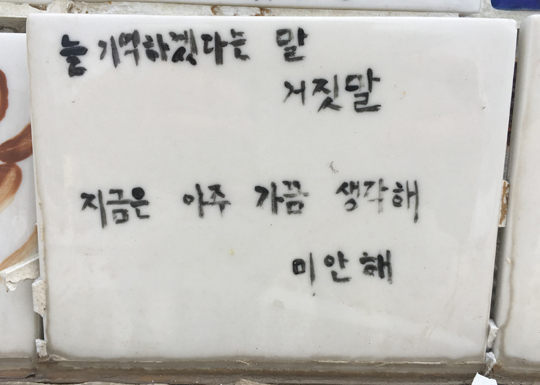 늘 기억하겠다는 말
거짓말
지금은 아주 가끔 생각해
미안해